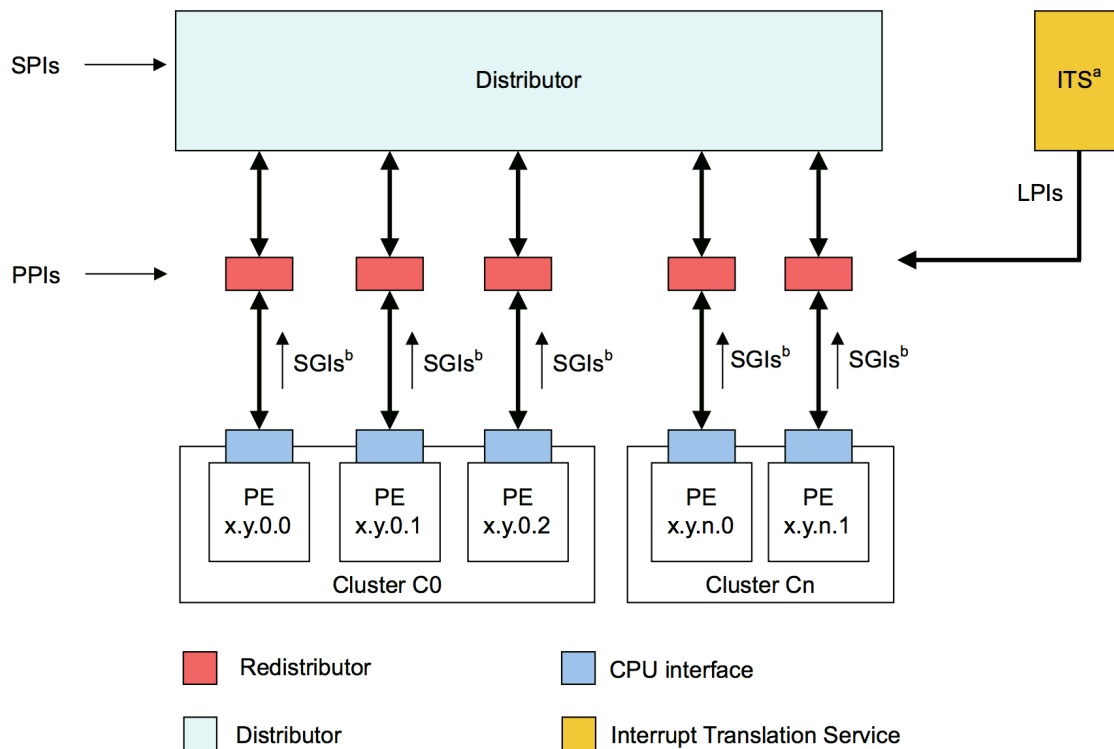 SPIs
Distributor
ITSa
LPIs
PPIs
SGIsb
SGIsb
SGIsb
SGIsb
SGIsb
PE
x.y.0.0
PE
x.y.0.1
PE
x.y.0.2
PE
x.y.n.0
PE
x.y.n.1
Cluster C0
Cluster Cn
Redistributor
CPU interface
Distributor
Interrupt Translation Service